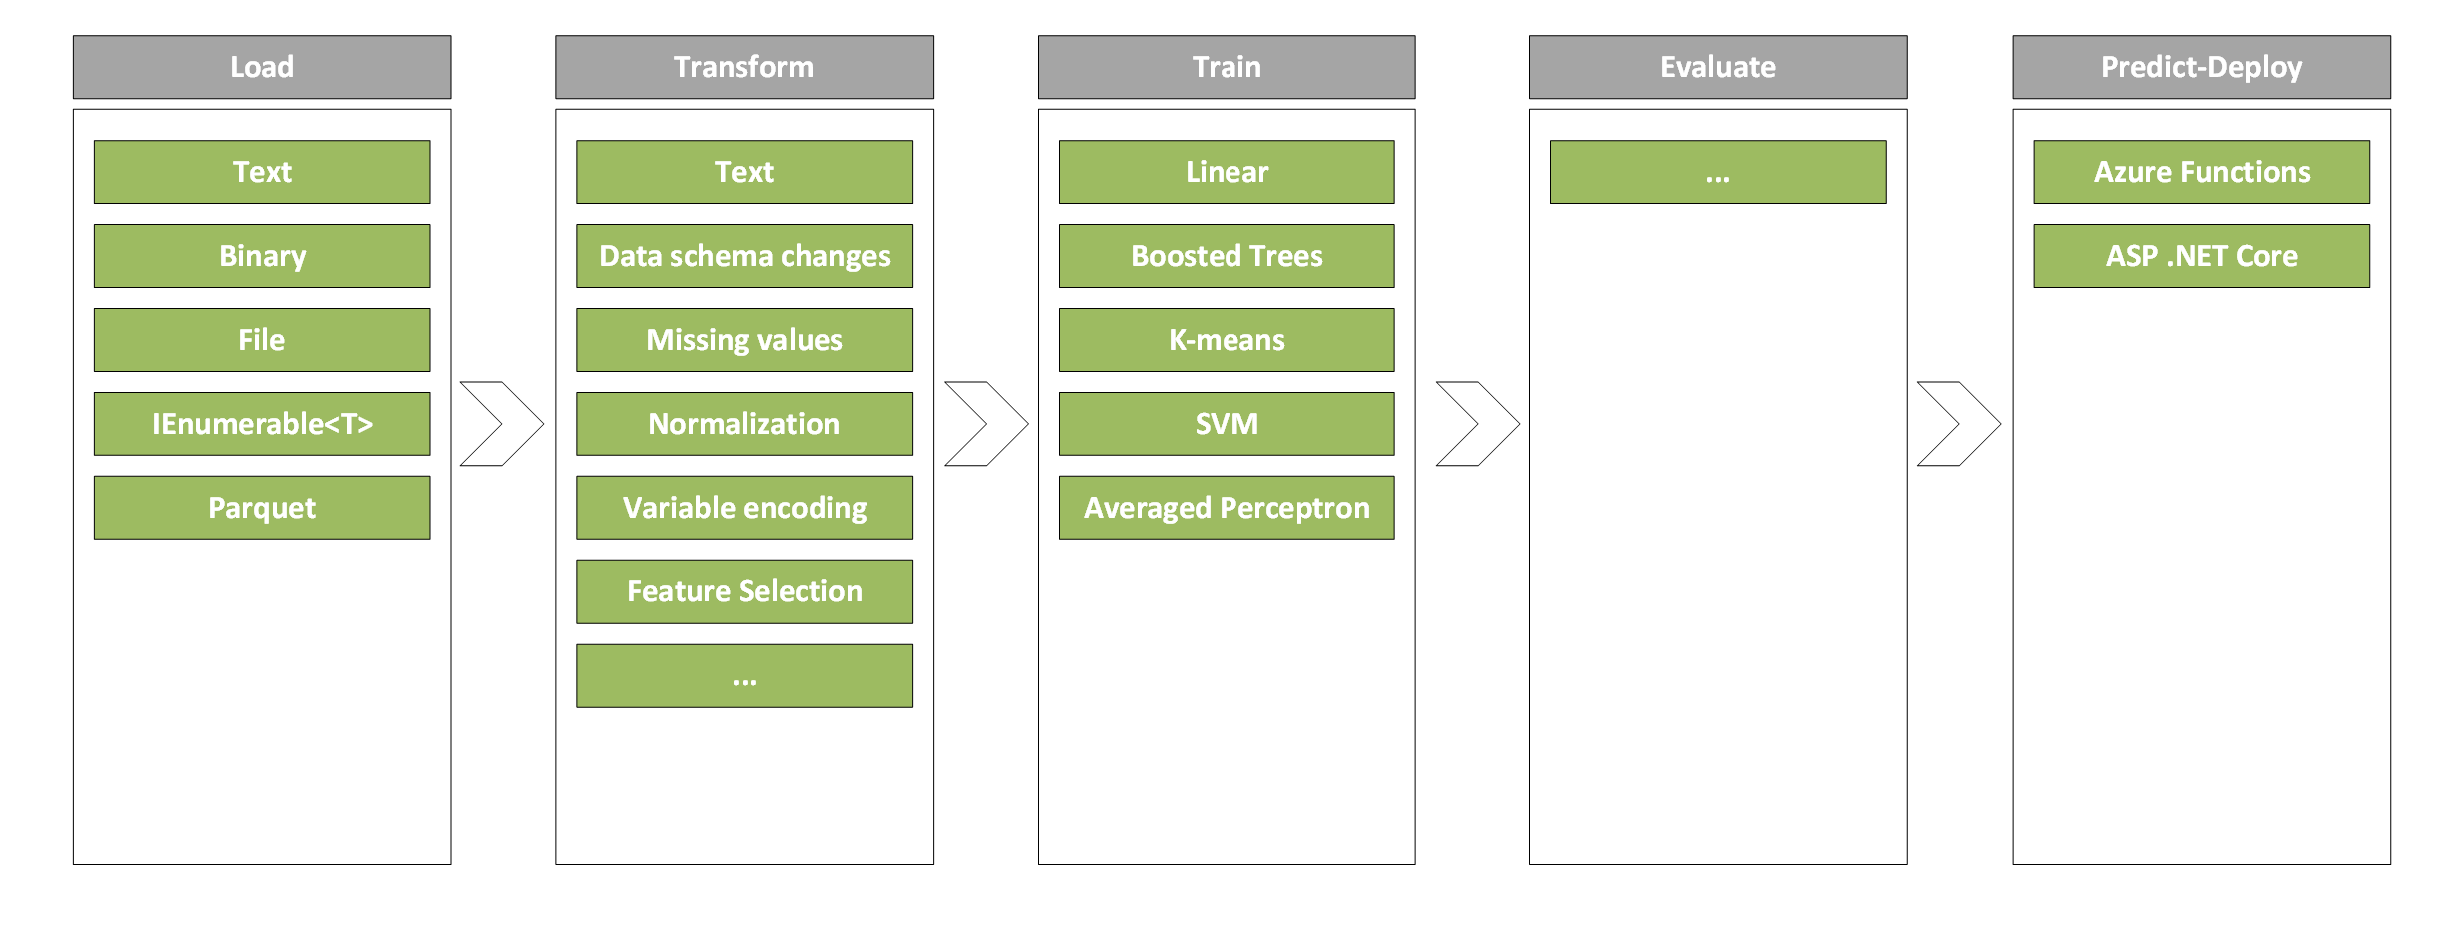 Load
Text
Binary
File
IEnumerable<T>
Parquet
Transform
Text
Data schema changes
Missing values
Normalization
Variable encoding
Feature Selection
...
Train
Linear
Boosted Trees
K-means
SVM
Averaged Perceptron
Evaluate
...
Predict-Deploy
Azure Functions
ASP .NET Core